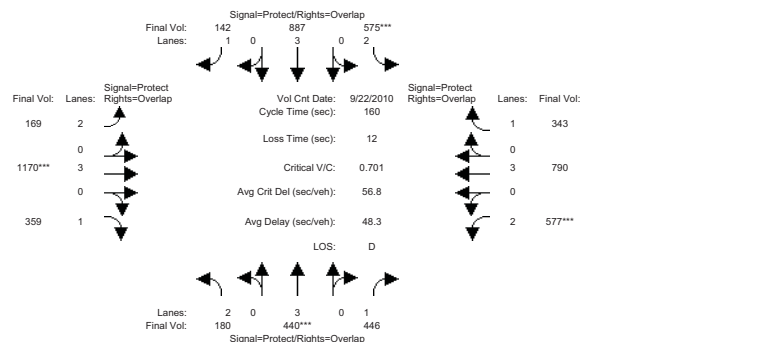 Signal=Protect/Rights=Overlap
Final Vol: 142 887 575***
Lanes: 1 0 3 0 2
Signal=Protect Signal=Protect
Final Vol: Lanes: Rights=Overlap Vol Cnt Date: 9/22/2010 Rights=Overlap Lanes: Final Vol:
Cycle Time (sec): 160
169 2 1 343
Loss Time (sec): 12
0 0
1170*** 3 Critical V/C: 0.701 3 790
0 Avg Crit Del (sec/veh): 56.8 0
359 1 Avg Delay (sec/veh): 48.3 2 577***
LOS: D
Lanes: 2 0 3 0 1
Final Vol: 180 440*** 446
Signal=Protect/Rights=Overlap